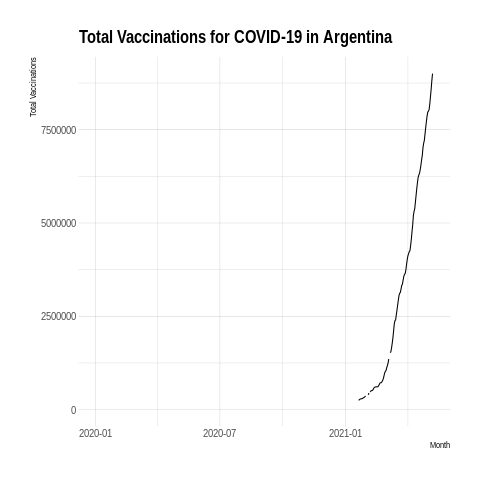 Total Vaccinations for COVID-19 in Argentina
Total Vaccinations
7500000
5000000
2500000
0
2020-01 2020-07 2021-01
Month